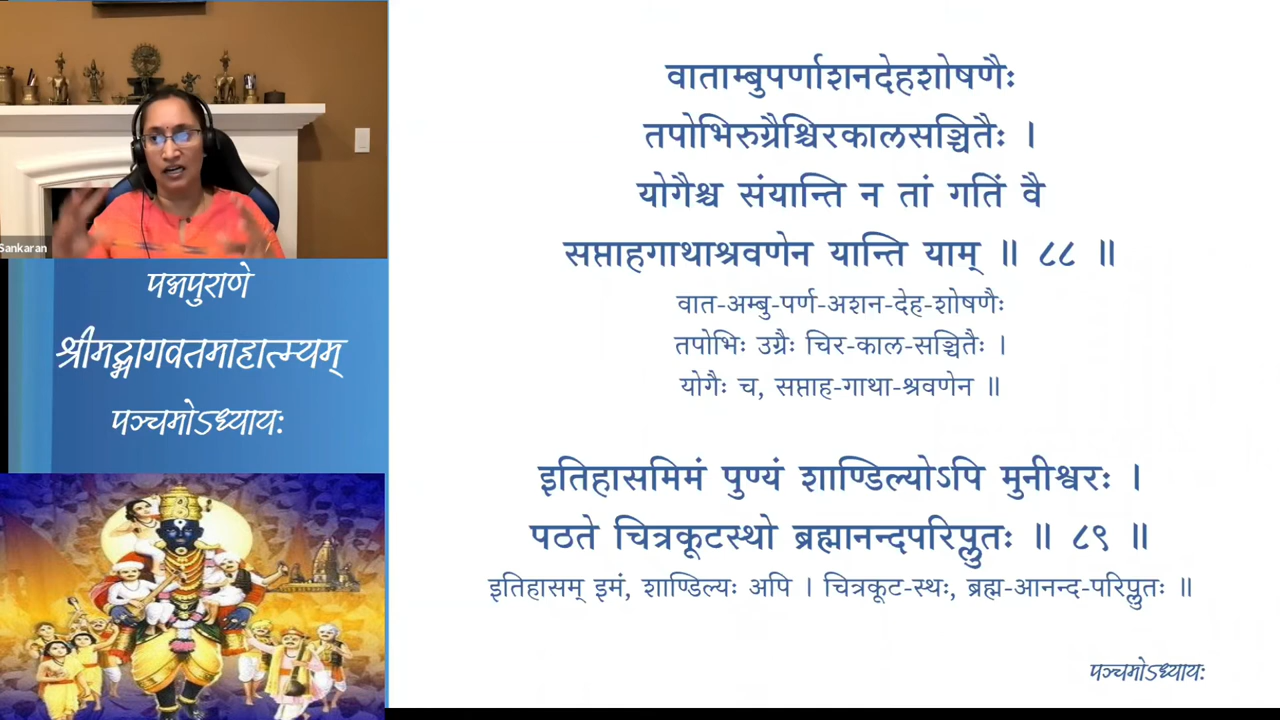 Sankaran
पद्मपुराणे
श्रीमद्भागवतमाहात्म्यम्
पञ्चमोऽध्यायः
वाताम्बुपर्णाशनदेहशोषणैः
तपोभिरुग्रैश्चिरकालसञ्चितैः ।
योगैश्च संयान्ति न तां गतिं वै
सप्ताहगाथाश्रवणेन यान्ति याम् ॥ ८८ ॥
वात-अम्बु-पर्ण-अशन-देह-शोषणैः
तपोभिः उग्रैः चिर-काल-सञ्चितैः ।
योगैः च, सप्ताह-गाथा-श्रवणेन ॥
इतिहासमिमं पुण्यं शाण्डिल्योऽपि मुनीश्वरः ।
पठते चित्रकूटस्थो ब्रह्मानन्दपरिप्लुतः ॥ ८९ ॥
इतिहासम् इमं, शाण्डिल्यः अपि । चित्रकूट-स्थः, ब्रह्म-आनन्द-परिप्लुतः ॥
पञ्चमोऽध्यायः